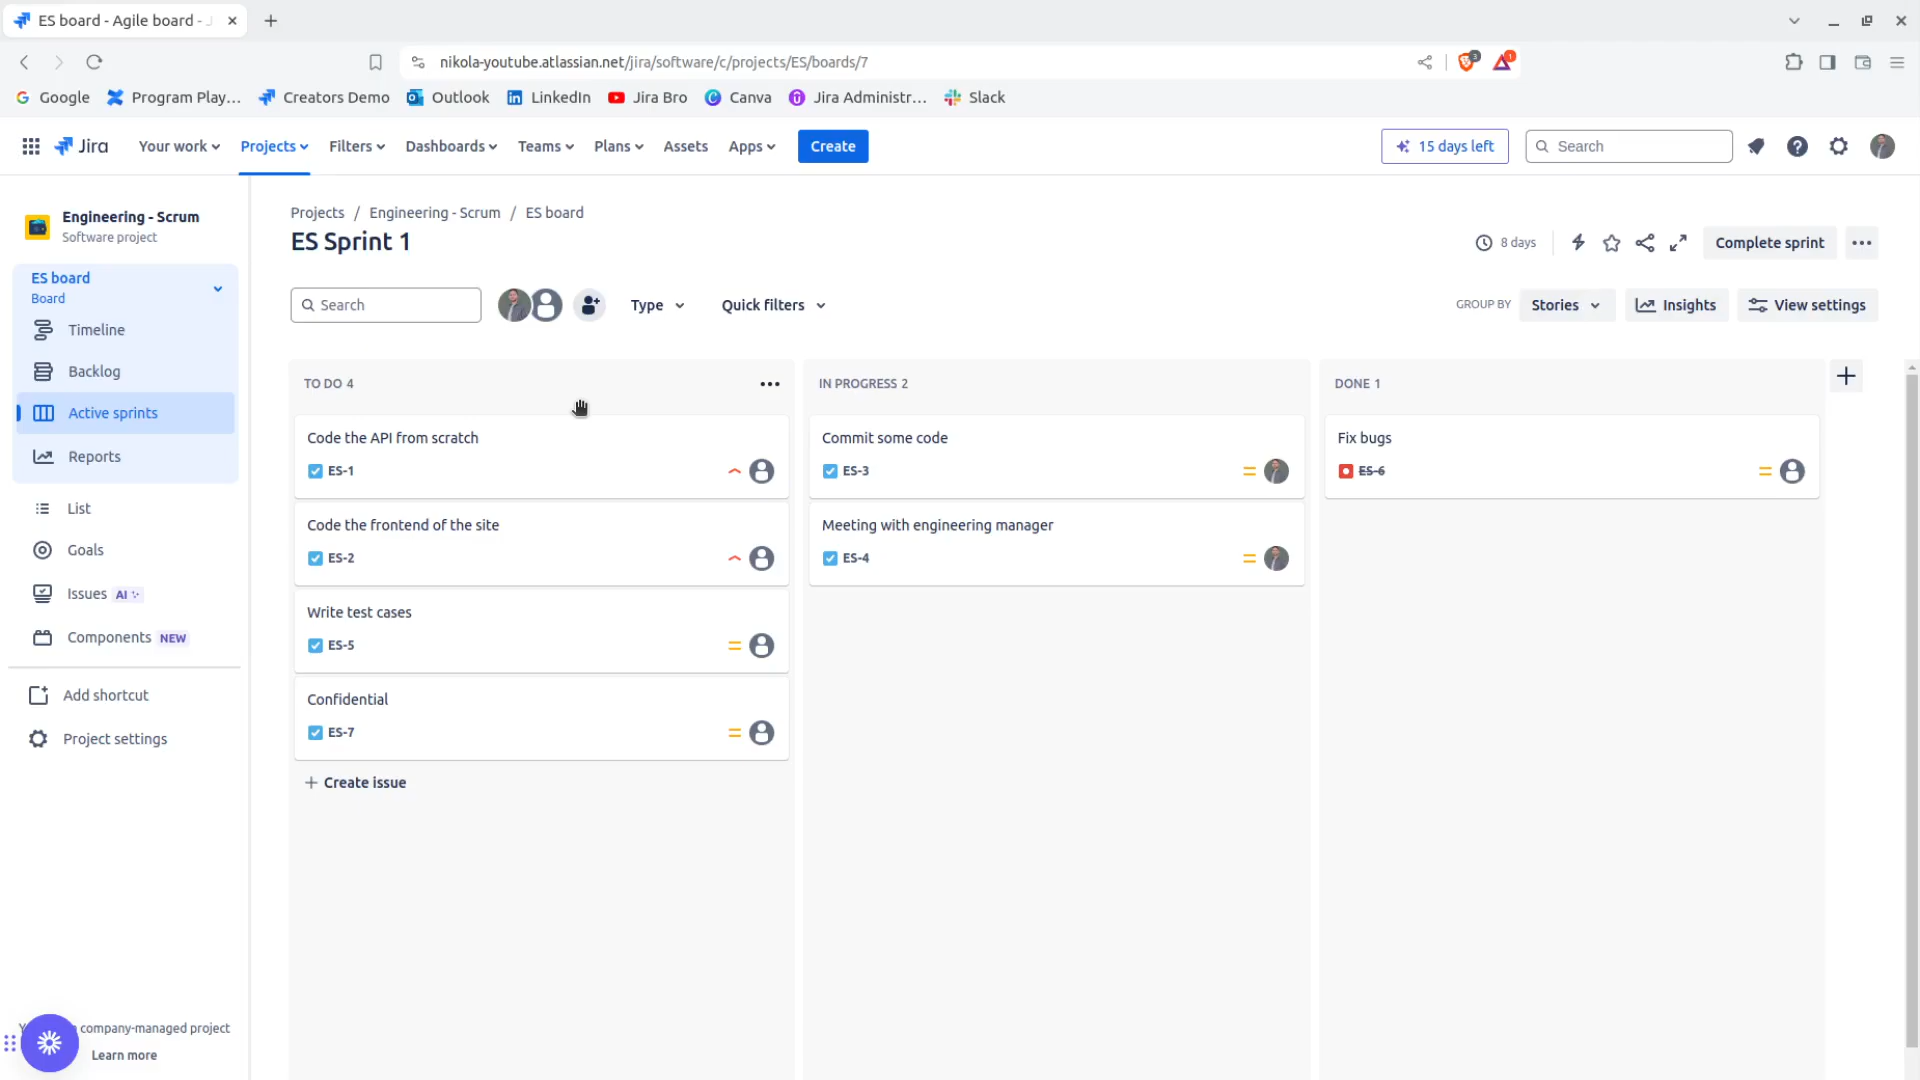 ES board - Agile board - J
nikola-youtube.atlassian.net/jira/software/c/projects/ES/boards/7
3
1
Google
Program Play...
Creators Demo
Outlook
LinkedIn
Jira Bro
Canva
Jira Administr...
Slack
Jira
Your work
Projects
Filters
Dashboards
Teams
Plans
Assets
Apps
Create
15 days left
Search
Engineering - Scrum
Software project
ES board
Board
Timeline
Backlog
Active sprints
Reports
List
Goals
Issues AI
Components NEW
Add shortcut
Project settings
company-managed project
Learn more
Projects / Engineering - Scrum / ES board
ES Sprint 1
8 days
Complete sprint
Search
Type
Quick filters
GROUP BY
Stories
Insights
View settings
TO DO 4
Code the API from scratch
ES-1
Code the frontend of the site
ES-2
Write test cases
ES-5
Confidential
ES-7
Create issue
IN PROGRESS 2
Commit some code
ES-3
Meeting with engineering manager
ES-4
DONE 1
Fix bugs
ES-6